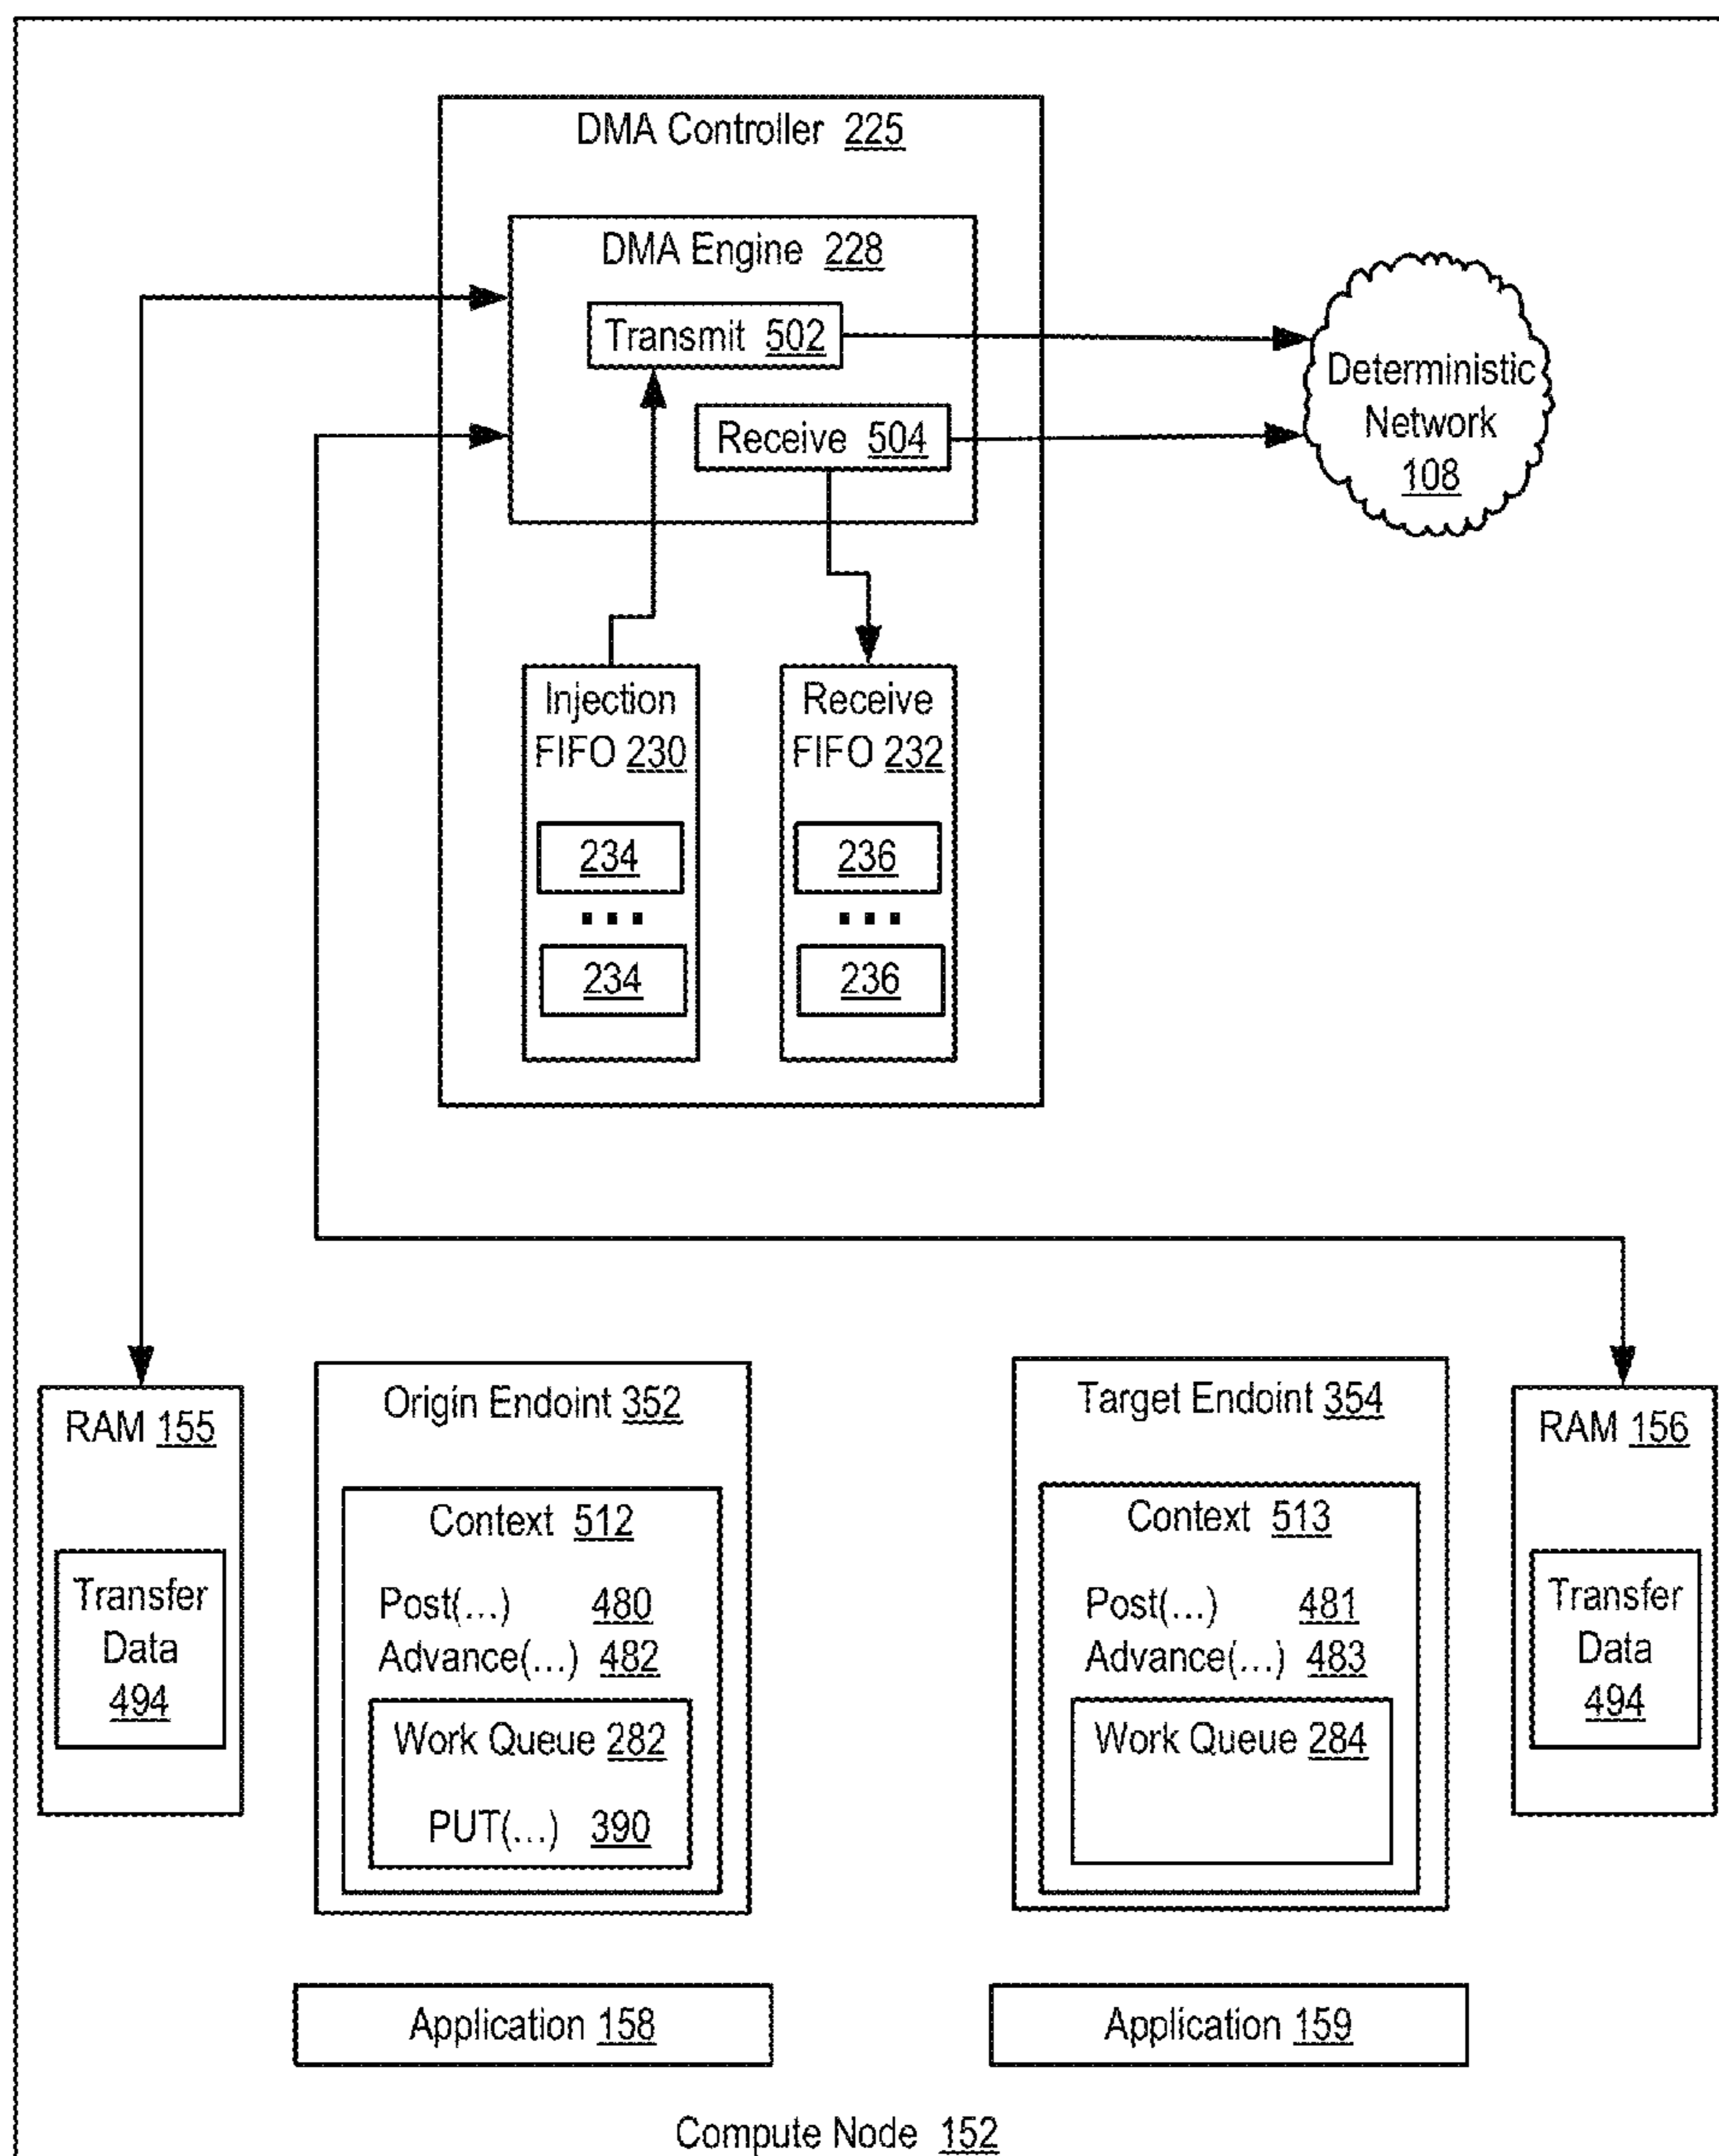 DMA Controller 225
DMA Engine 228
Transmit 502
Receive 504
Deterministic
Network
108
Injection
FIFO 230
234
...
234
Receive
FIFO 232
236
...
236
RAM 155
Transfer
Data
494
Origin Endoint 352
Context 512
Post(...) 480
Advance(...) 482
Work Queue 282
PUT(...) 390
Target Endoint 354
Context 513
Post(...) 481
Advance(...) 483
Work Queue 284
RAM 156
Transfer
Data
494
Application 158
Application 159
Compute Node 152